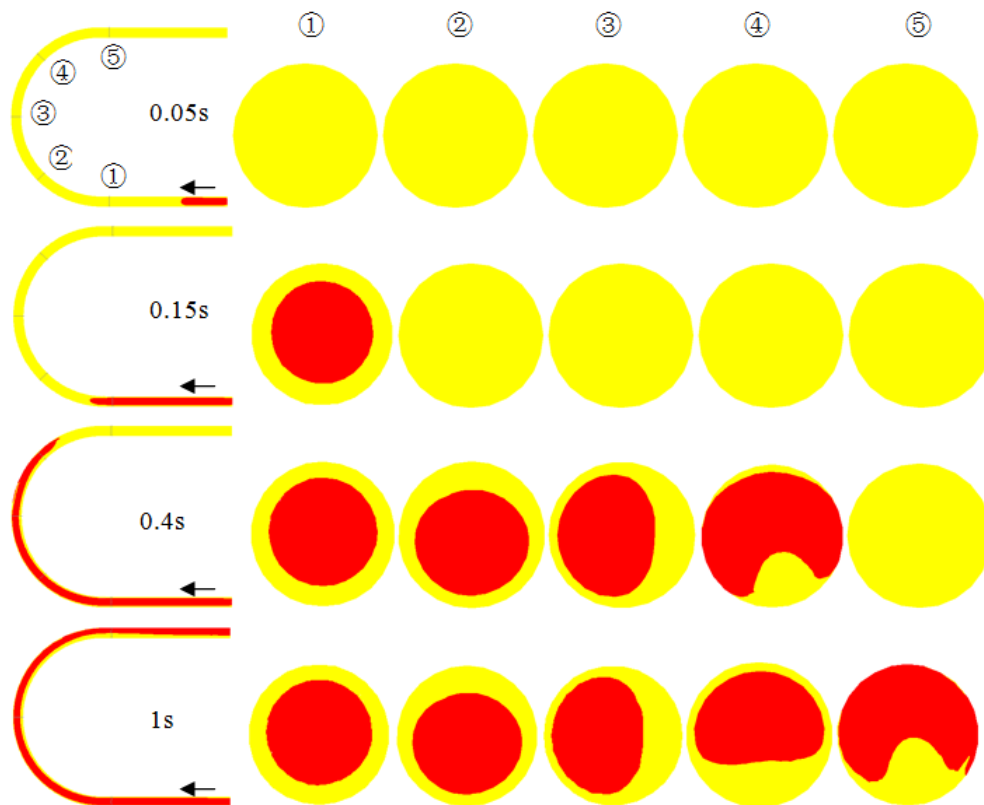 ① ② ③ ④ ⑤
⑤
④
③
0.05s
②
①
0.15s
0.4s
1s